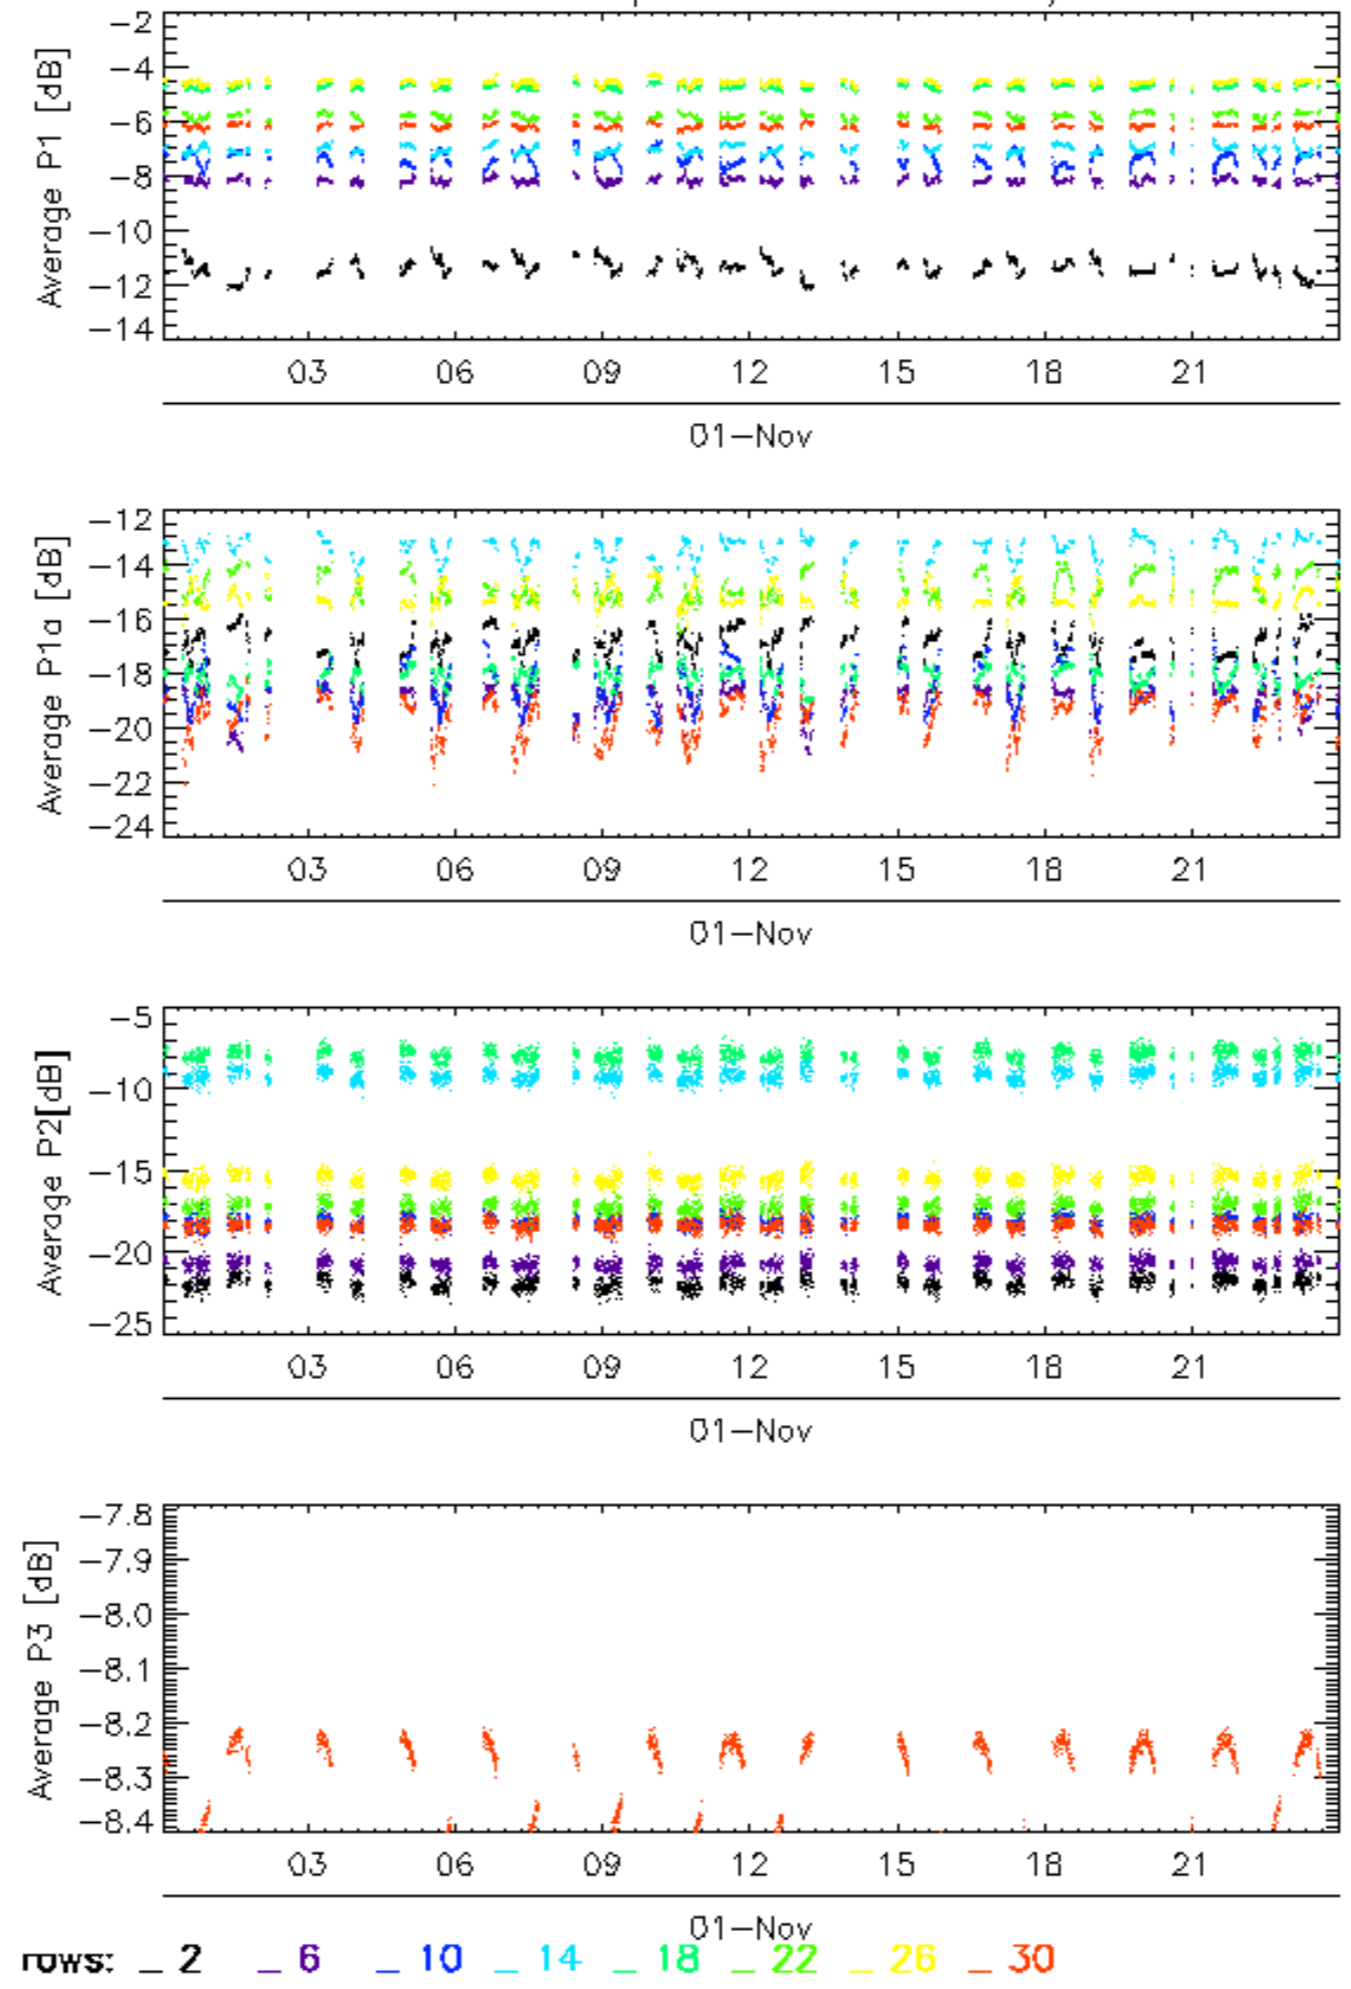 Average P1 [dB]
−2
−4
−6
−8
−10
−12
−14
03 06 09 12 15 18 21
01−Nov
Average P1a [dB]
−12
−14
−16
−18
−20
−22
−24
03 06 09 12 15 18 21
01−Nov
Average P2[dB]
−5
−10
−15
−20
−25
03 06 09 12 15 18 21
01−Nov
Average P3 [dB]
−7.8
−7.9
−8.0
−8.1
−8.2
−8.3
−8.4
03 06 09 12 15 18 21
01−Nov
rows: _ 2 _ 6 _ 10 _ 14 _ 18 _ 22 _ 26 _ 30